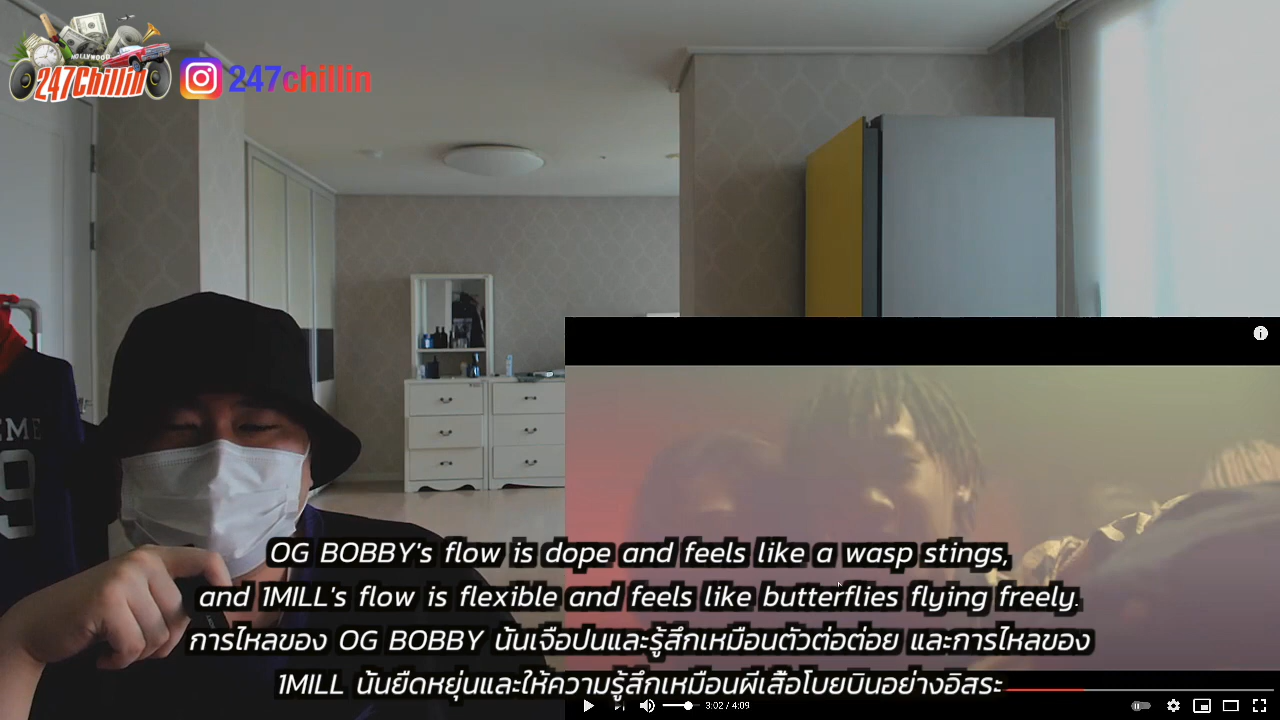 HOLLYWOOD
247Chillin
247chillin
EME
9
OG BOBBY's flow is dope and feels like a wasp stings,
and 1MILL's flow is flexible and feels like butterflies flying freely.
การไหลของ OG BOBBY นั้นเจือปนและรู้สึกเหมือนตัวต่อต่อย และการไหลของ
1MILL นั้นยืดหยุ่นและให้ความรู้สึกเหมือนผีเสื้อโบยบินอย่างอิสระ
3:02 / 4:09